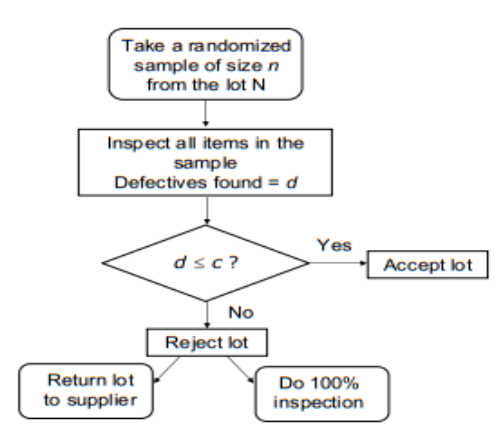 Take a randomized
sample of size n
from the lot N
Inspect all items in the
sample
Defectives found = d
d ≤ c ?
Yes
Accept lot
No
Reject lot
Return lot
to supplier
Do 100%
inspection